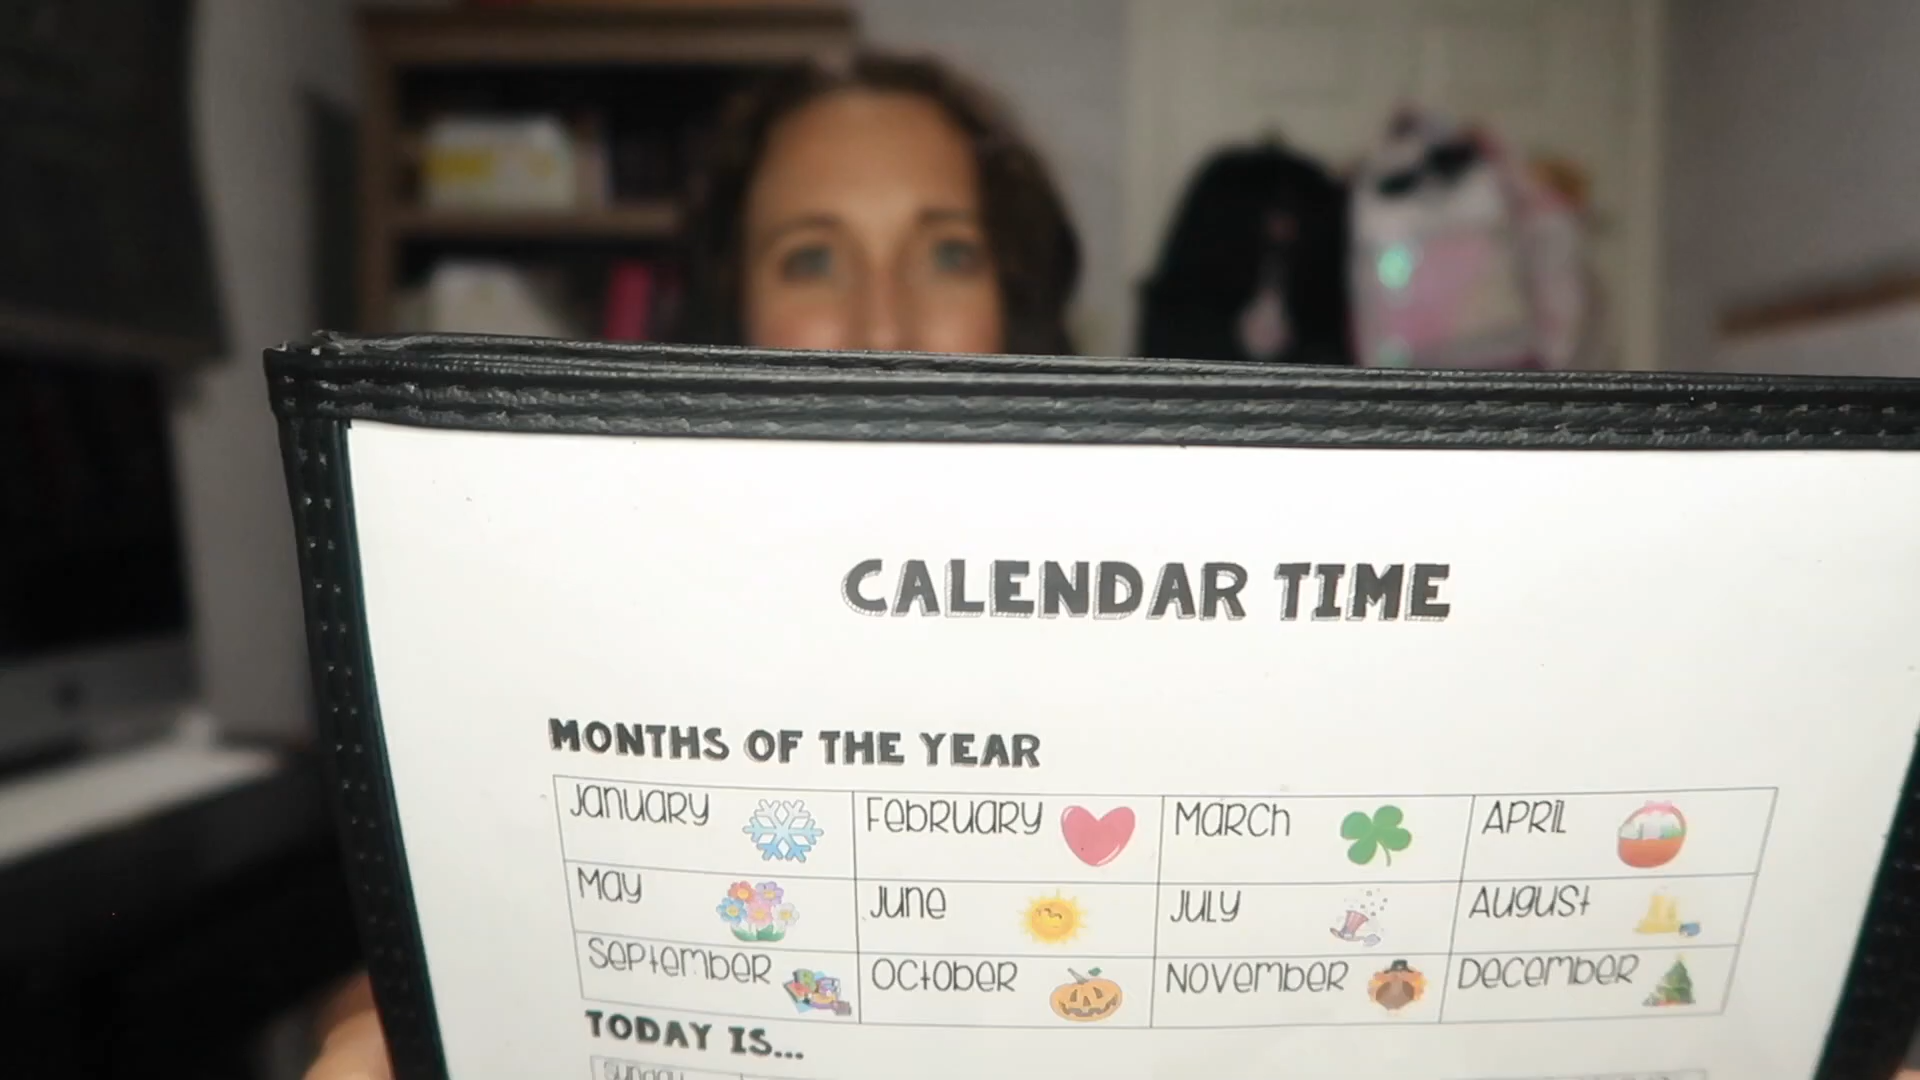 CALENDAR TIME
MONTHS OF THE YEAR
January February March April
May June July August
September October November December
TODAY IS...
Sunday